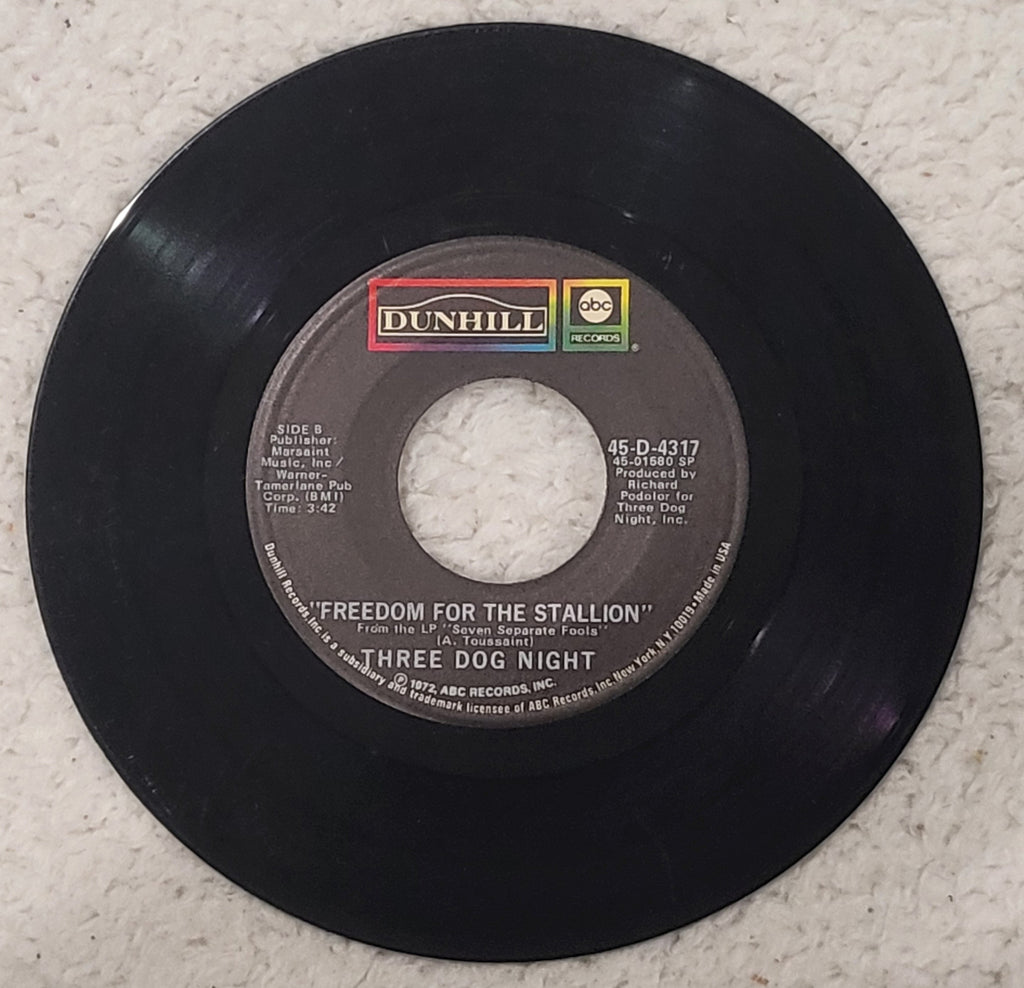 DUNHILL
abc
RECORDS
®
SIDE B
Publisher:
Marsaint
Music, Inc /
Warner-
Tamerlane Pub
Corp. (BMI)
Time: 3:42
45-D-4317
45-01680 SP
Produced by
Richard
Podolor for
Three Dog
Night, Inc.
"FREEDOM FOR THE STALLION"
From the LP "Seven Separate Fools"
(A. Toussaint)
THREE DOG NIGHT
℗ 1972, ABC RECORDS, INC.
Dunhill Records, Inc. is a subsidiary and trademark licensee of ABC Records, Inc. New York N.Y. 10019 • Made in USA